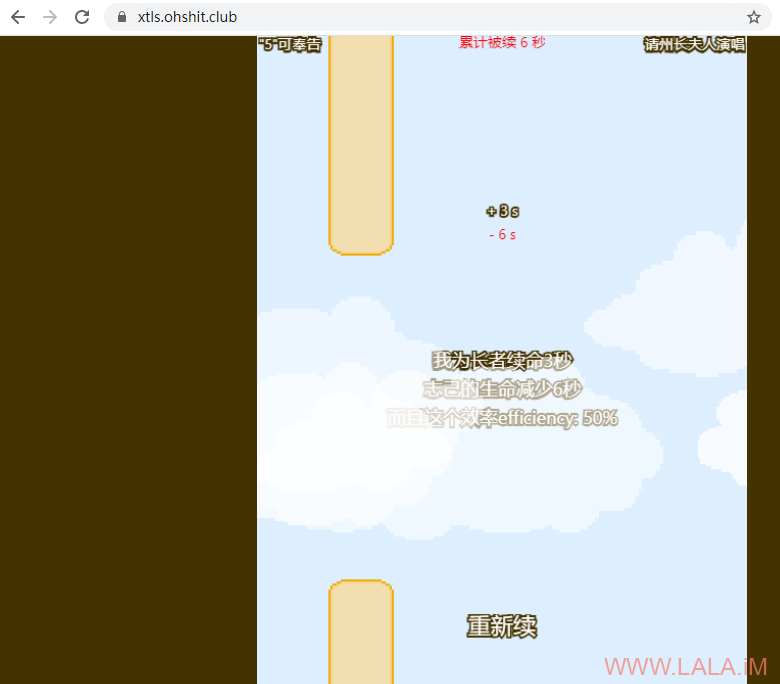 xtls.ohshit.club
"5"可奉告
累计被续 6 秒
请州长夫人演唱
+ 3 s
- 6 s
我为长者续命3秒
志己的生命减少6秒
而且这个效率efficiency: 50%
重新续
WWW.LALA.iM